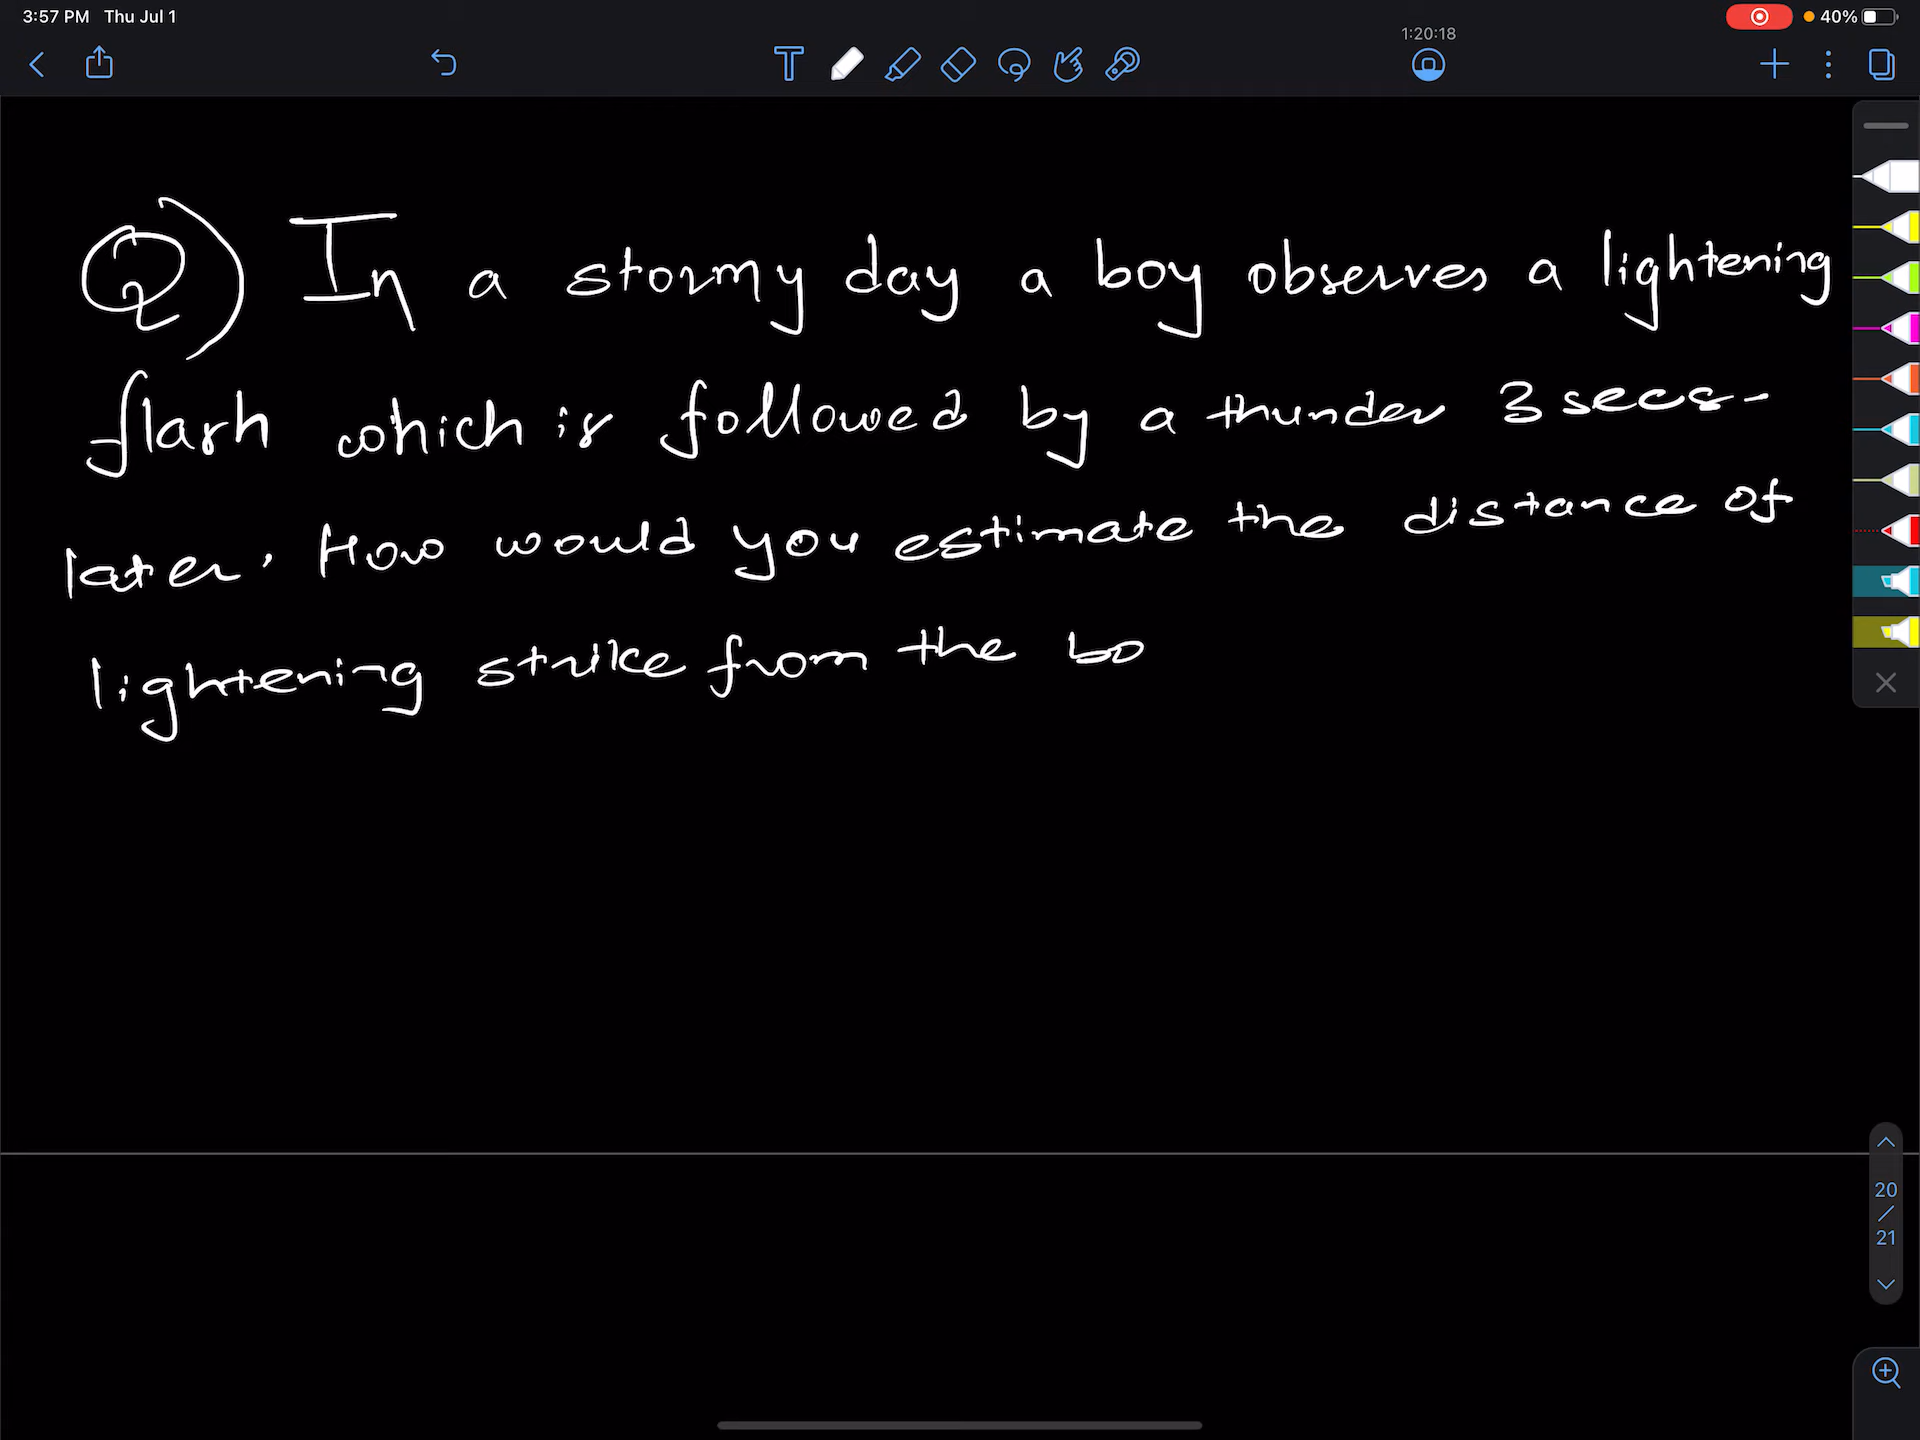 3:57 PM Thu Jul 1
40%
1:20:18
Q) In a stormy day a boy observes a lightening
flash which is followed by a thunder 3 secs-
later. How would you estimate the distance of
lightening strike from the bo
20
/
21